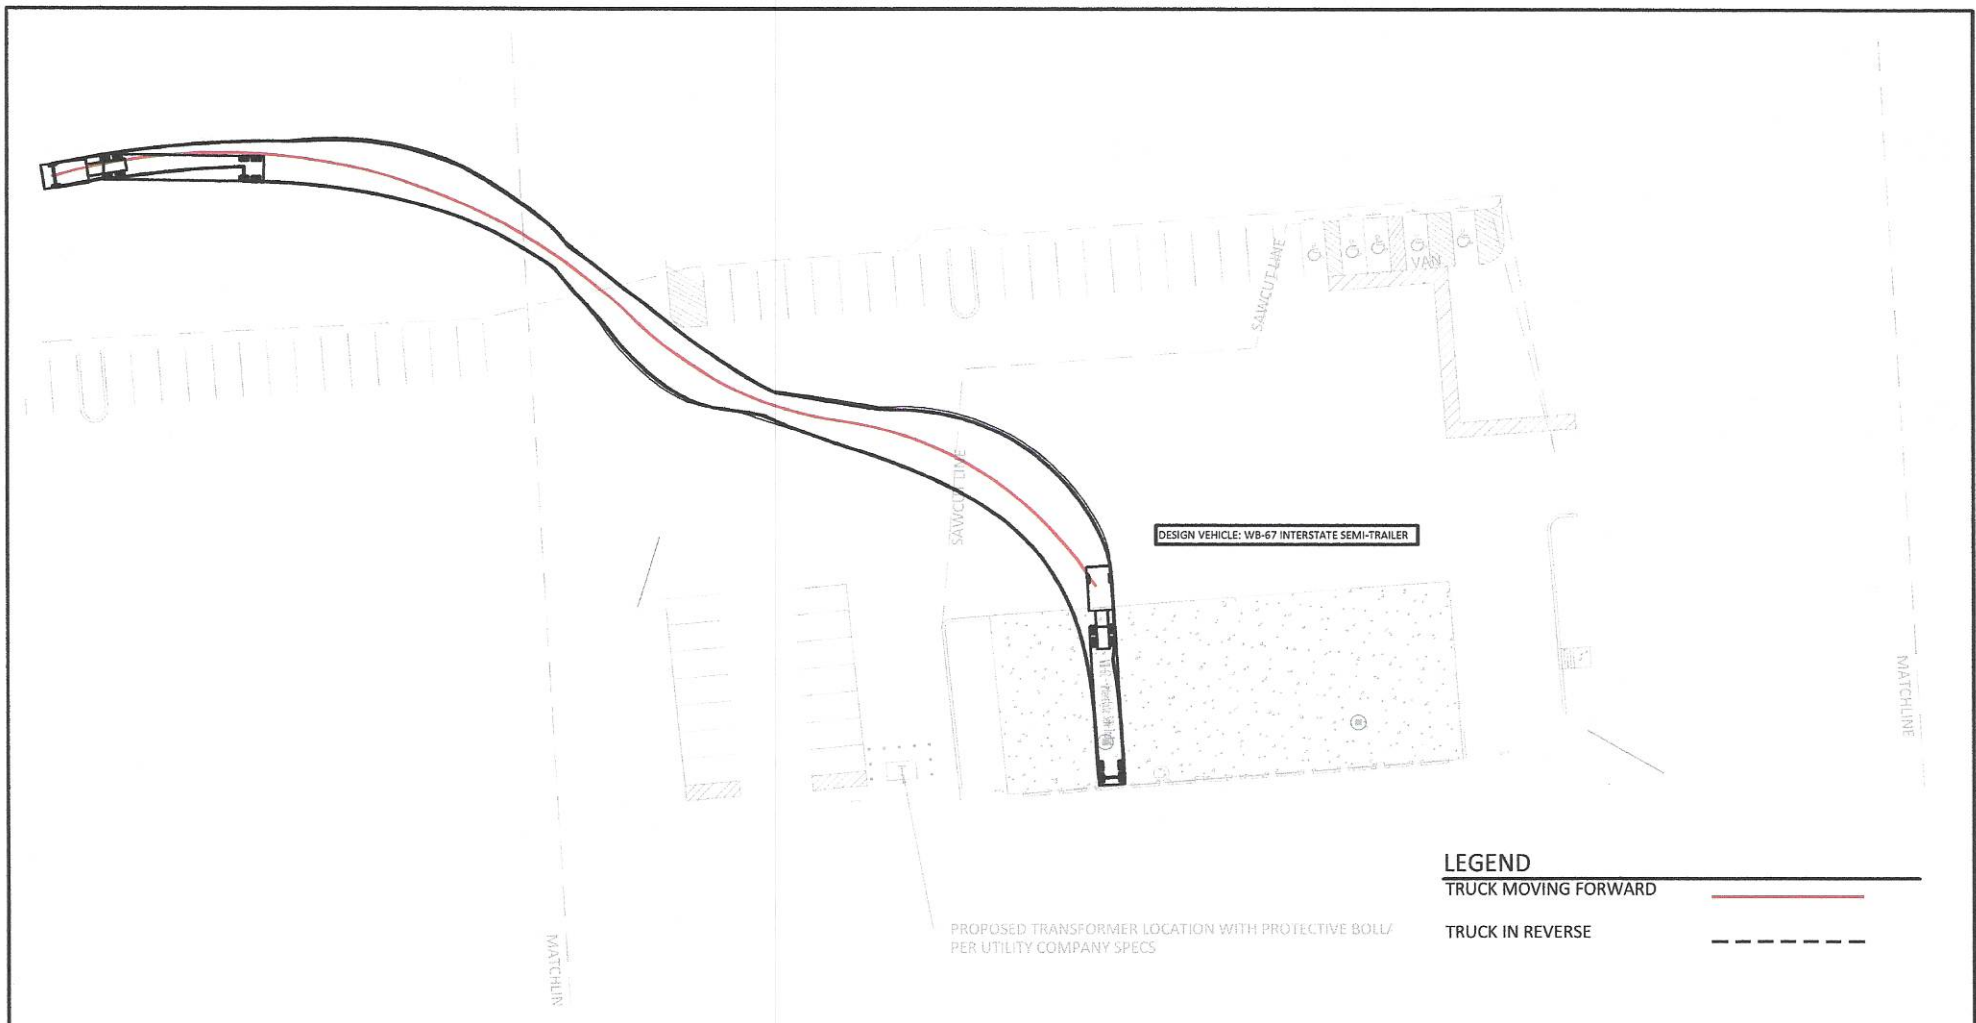 SAWCUT LINE
VAN
SAWCUT LINE
DESIGN VEHICLE: WB-67 INTERSTATE SEMI-TRAILER
MATCHLINE
LEGEND
TRUCK MOVING FORWARD
TRUCK IN REVERSE
PROPOSED TRANSFORMER LOCATION WITH PROTECTIVE BOLLA
PER UTILITY COMPANY SPECS
MATCHLIN